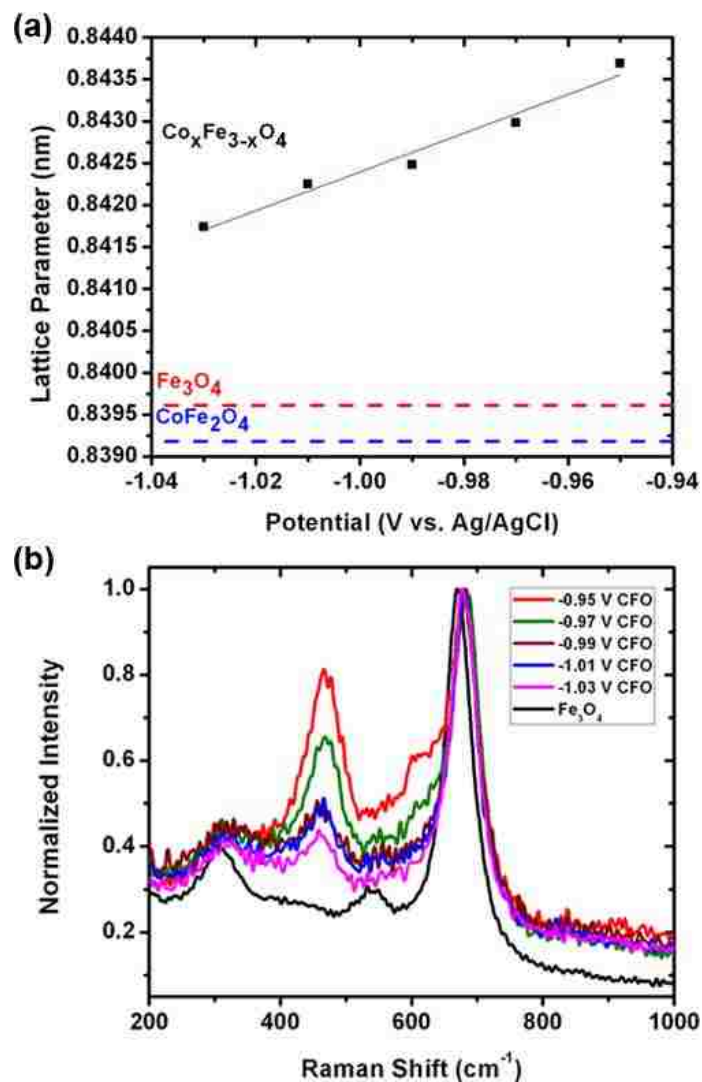 (a)
0.8440
0.8435
0.8430
0.8425
0.8420
0.8415
0.8410
0.8405
0.8400
0.8395
0.8390
Lattice Parameter (nm)
CoxFe3-xO4
Fe3O4
CoFe2O4
-1.04 -1.02 -1.00 -0.98 -0.96 -0.94
Potential (V vs. Ag/AgCl)
(b)
1.0
0.8
0.6
0.4
0.2
Normalized Intensity
-0.95 V CFO
-0.97 V CFO
-0.99 V CFO
-1.01 V CFO
-1.03 V CFO
Fe3O4
200 400 600 800 1000
Raman Shift (cm-1)